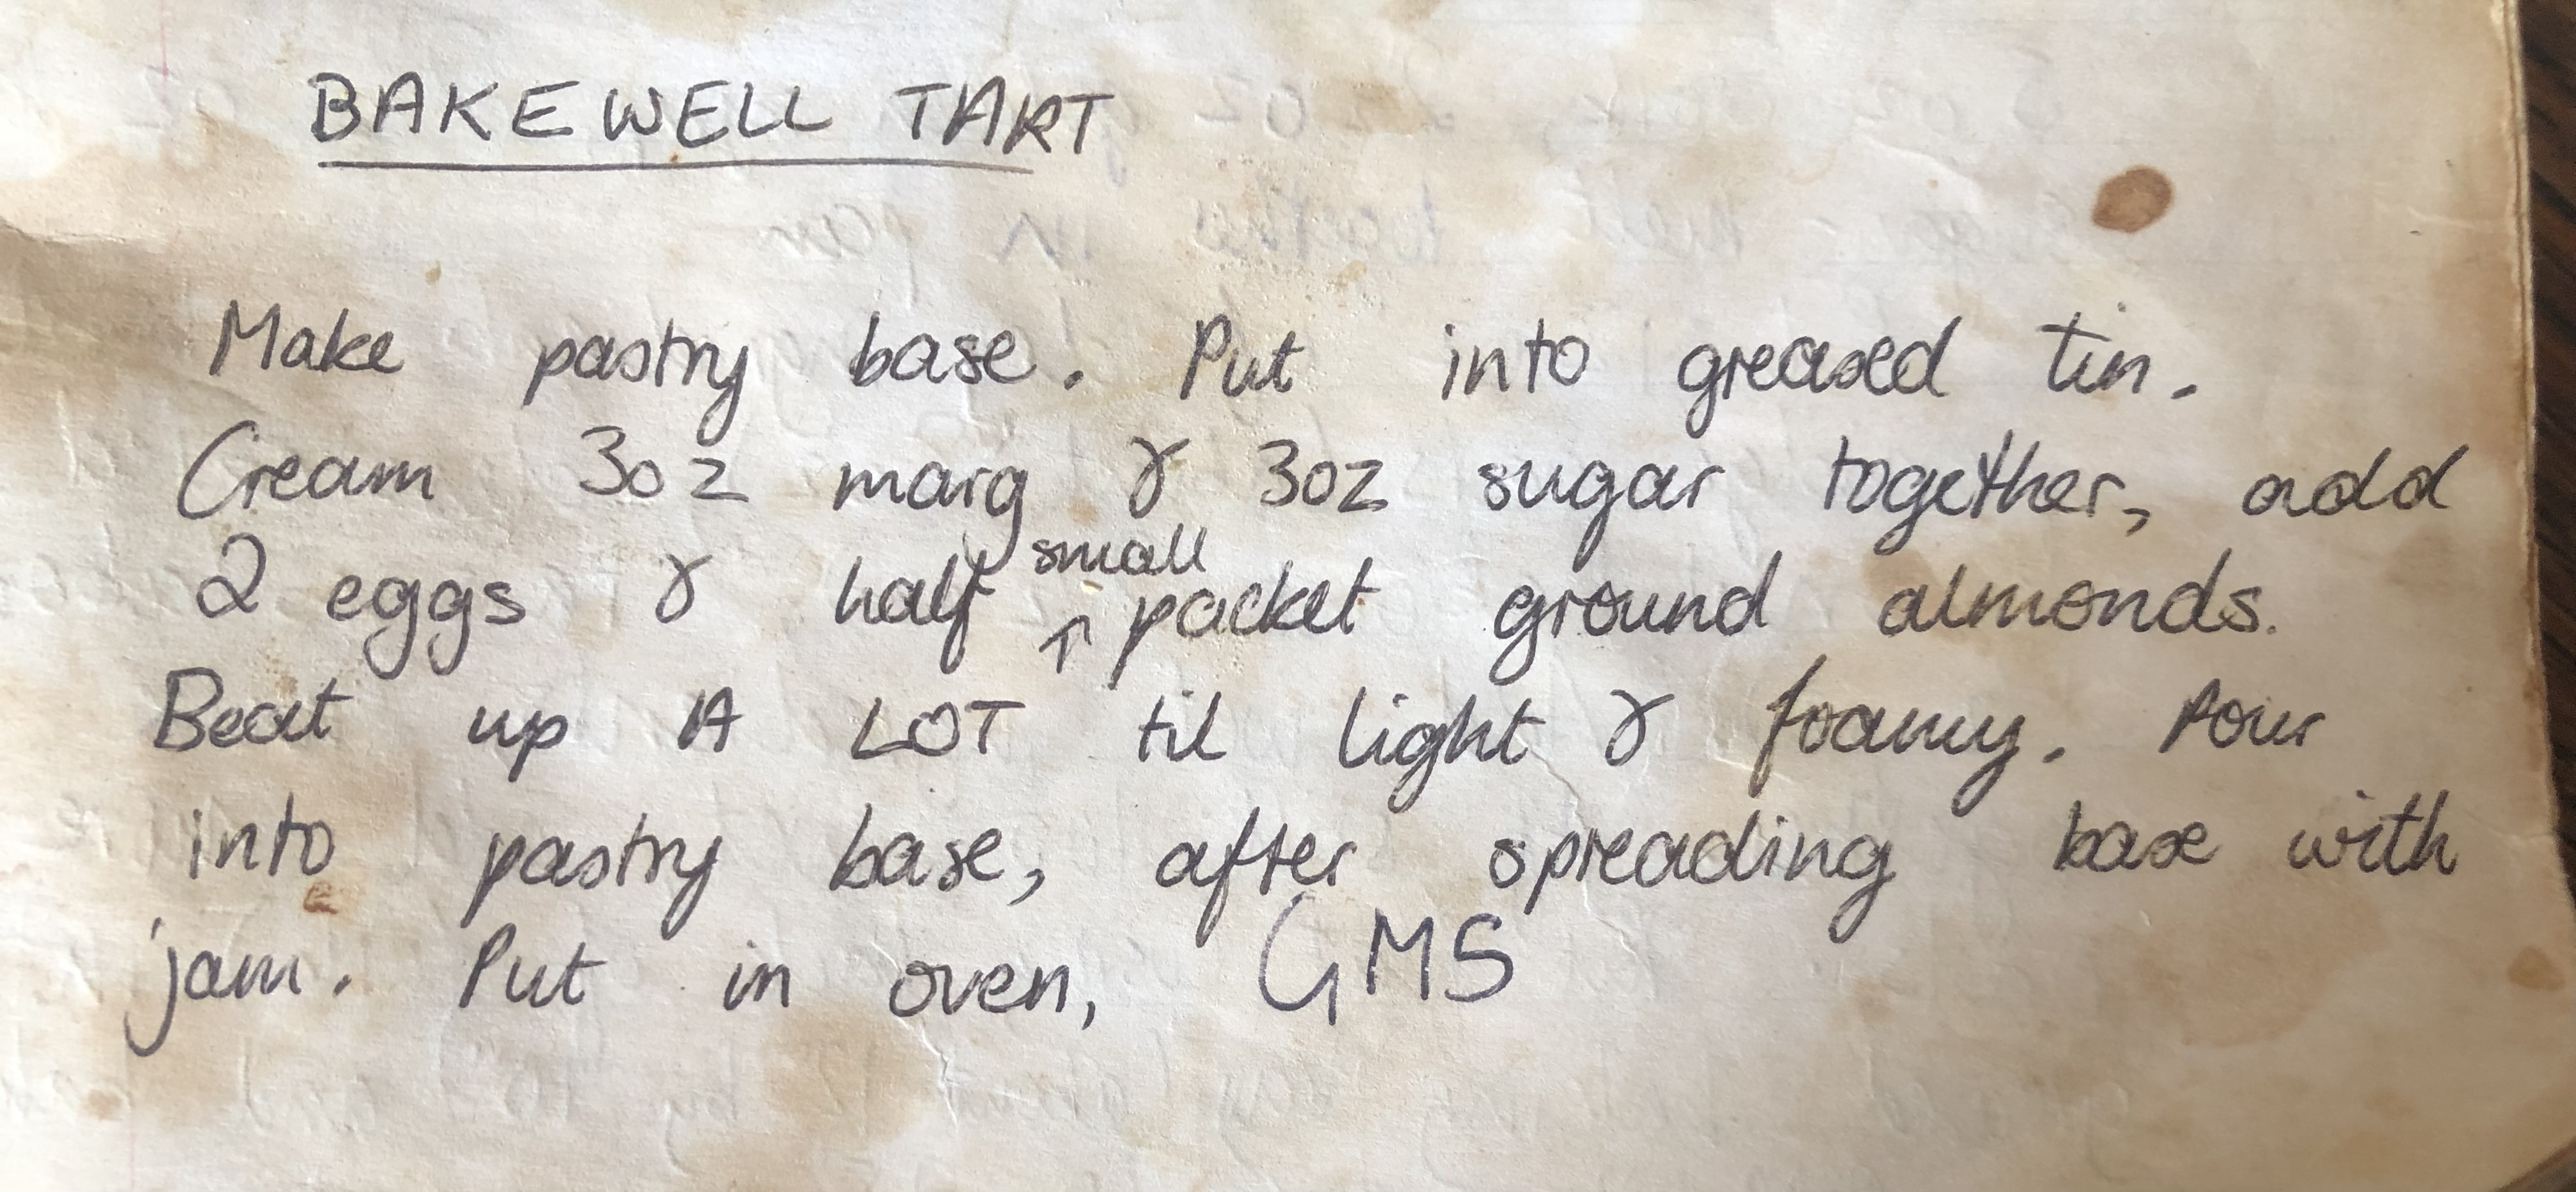 BAKEWELL TART
Make pastry base. Put into greased tin.
Cream 3oz marg & 3oz sugar together, add
2 eggs & half small packet ground almonds.
Beat up A LOT til light & foamy. Pour
into pastry base, after spreading base with
jam. Put in oven, GM5